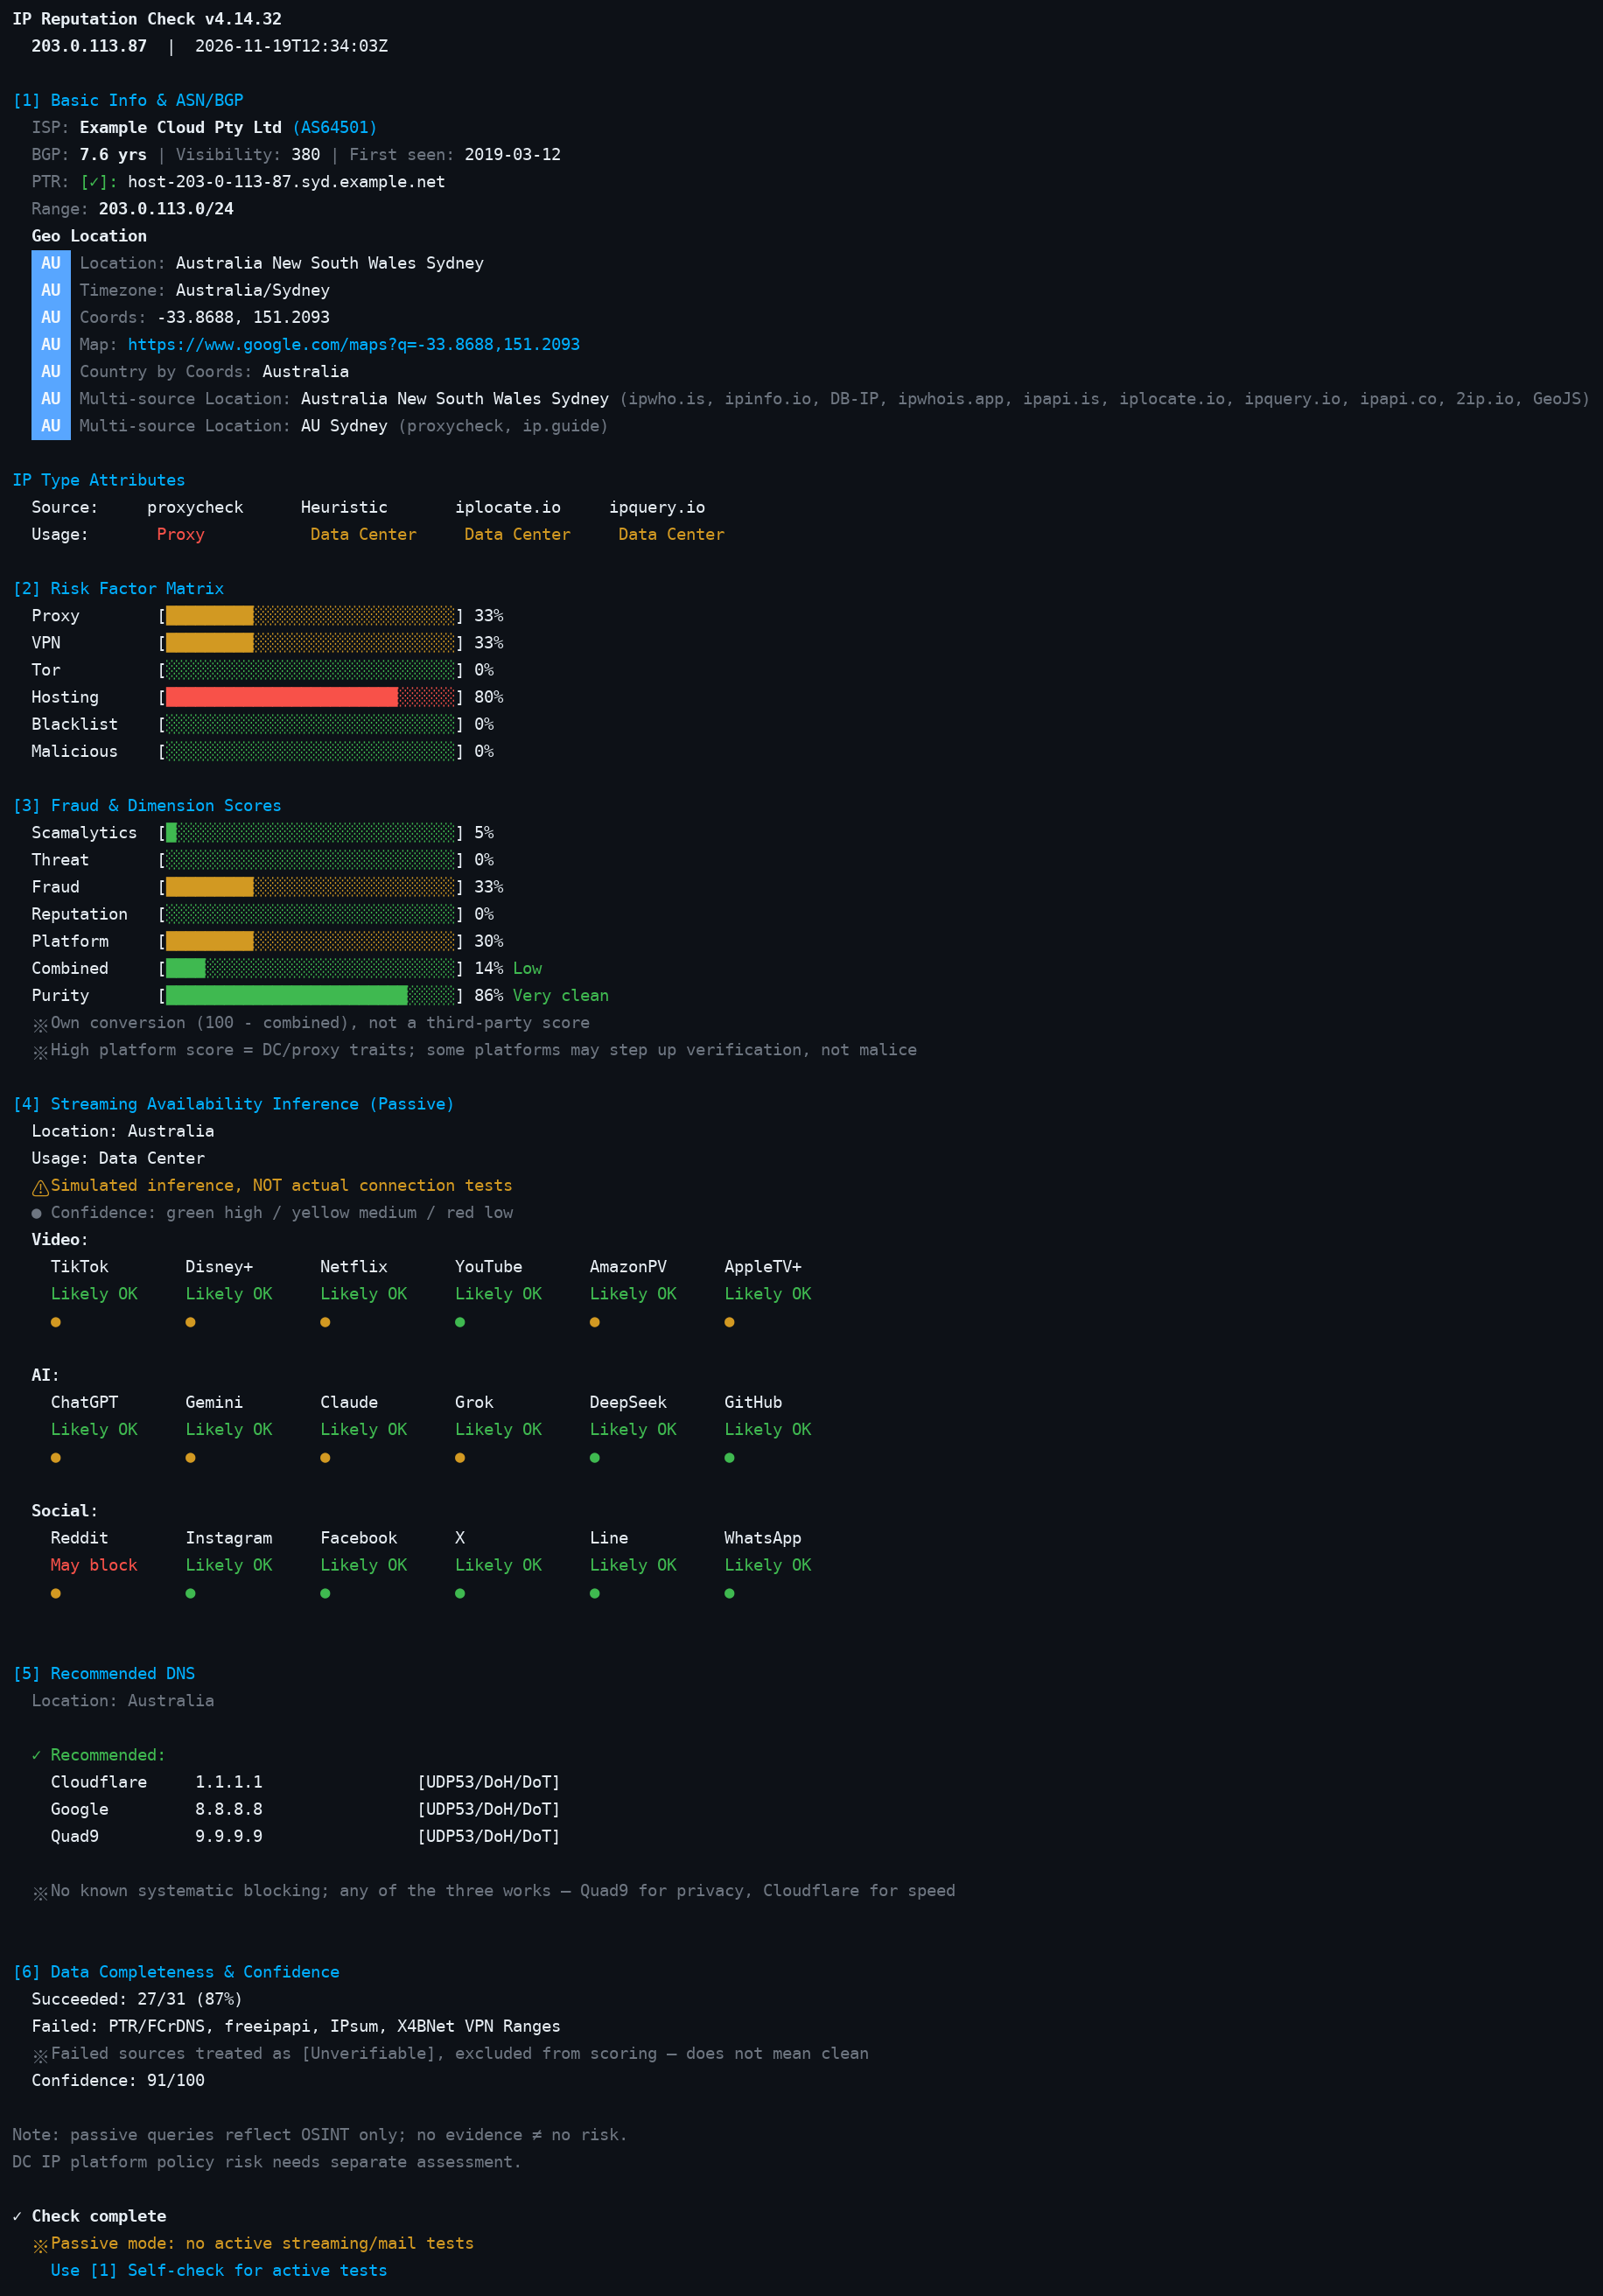 IP Reputation Check v4.14.32
203.0.113.87 | 2026-11-19T12:34:03Z
[1] Basic Info & ASN/BGP
ISP: Example Cloud Pty Ltd (AS64501)
BGP: 7.6 yrs | Visibility: 380 | First seen: 2019-03-12
PTR: [✓]: host-203-0-113-87.syd.example.net
Range: 203.0.113.0/24
Geo Location
AU Location: Australia New South Wales Sydney
AU Timezone: Australia/Sydney
AU Coords: -33.8688, 151.2093
AU Map: https://www.google.com/maps?q=-33.8688,151.2093
AU Country by Coords: Australia
AU Multi-source Location: Australia New South Wales Sydney (ipwho.is, ipinfo.io, DB-IP, ipwhois.app, ipapi.is, iplocate.io, ipquery.io, ipapi.co, 2ip.io, GeoJS)
AU Multi-source Location: AU Sydney (proxycheck, ip.guide)
IP Type Attributes
Source: proxycheck Heuristic iplocate.io ipquery.io
Usage: Proxy Data Center Data Center Data Center
[2] Risk Factor Matrix
Proxy [█████████░░░░░░░░░░░░░░░░░░░░░] 33%
VPN [█████████░░░░░░░░░░░░░░░░░░░░░] 33%
Tor [░░░░░░░░░░░░░░░░░░░░░░░░░░░░░░] 0%
Hosting [████████████████████████░░░░░░] 80%
Blacklist [░░░░░░░░░░░░░░░░░░░░░░░░░░░░░░] 0%
Malicious [░░░░░░░░░░░░░░░░░░░░░░░░░░░░░░] 0%
[3] Fraud & Dimension Scores
Scamalytics [█░░░░░░░░░░░░░░░░░░░░░░░░░░░░░] 5%
Threat [░░░░░░░░░░░░░░░░░░░░░░░░░░░░░░] 0%
Fraud [█████████░░░░░░░░░░░░░░░░░░░░░] 33%
Reputation [░░░░░░░░░░░░░░░░░░░░░░░░░░░░░░] 0%
Platform [█████████░░░░░░░░░░░░░░░░░░░░░] 30%
Combined [████░░░░░░░░░░░░░░░░░░░░░░░░░░] 14% Low
Purity [█████████████████████████░░░░░] 86% Very clean
※Own conversion (100 - combined), not a third-party score
※High platform score = DC/proxy traits; some platforms may step up verification, not malice
[4] Streaming Availability Inference (Passive)
Location: Australia
Usage: Data Center
⚠Simulated inference, NOT actual connection tests
● Confidence: green high / yellow medium / red low
Video:
TikTok Disney+ Netflix YouTube AmazonPV AppleTV+
Likely OK Likely OK Likely OK Likely OK Likely OK Likely OK
● ● ● ● ● ●
AI:
ChatGPT Gemini Claude Grok DeepSeek GitHub
Likely OK Likely OK Likely OK Likely OK Likely OK Likely OK
● ● ● ● ● ●
Social:
Reddit Instagram Facebook X Line WhatsApp
May block Likely OK Likely OK Likely OK Likely OK Likely OK
● ● ● ● ● ●
[5] Recommended DNS
Location: Australia
✓ Recommended:
Cloudflare 1.1.1.1 [UDP53/DoH/DoT]
Google 8.8.8.8 [UDP53/DoH/DoT]
Quad9 9.9.9.9 [UDP53/DoH/DoT]
※No known systematic blocking; any of the three works — Quad9 for privacy, Cloudflare for speed
[6] Data Completeness & Confidence
Succeeded: 27/31 (87%)
Failed: PTR/FCrDNS, freeipapi, IPsum, X4BNet VPN Ranges
※Failed sources treated as [Unverifiable], excluded from scoring — does not mean clean
Confidence: 91/100
Note: passive queries reflect OSINT only; no evidence ≠ no risk.
DC IP platform policy risk needs separate assessment.
✓ Check complete
※Passive mode: no active streaming/mail tests
Use [1] Self-check for active tests